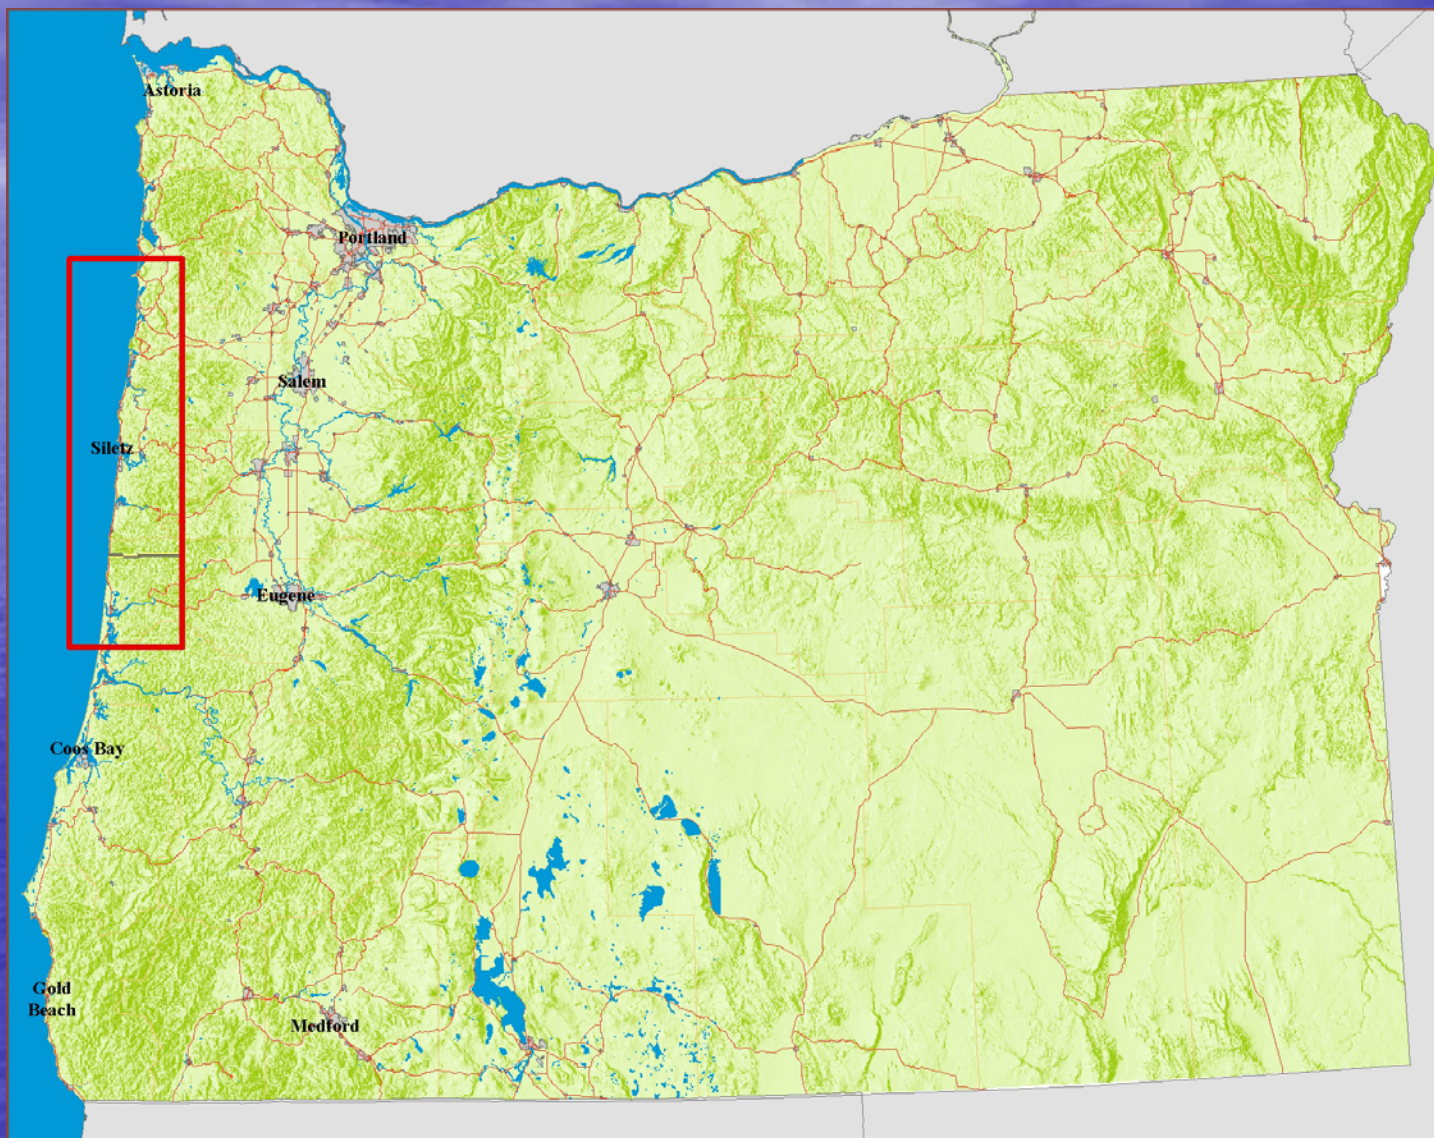 Astoria
Portland
Salem
Siletz
Eugene
Coos Bay
Gold
Beach
Medford